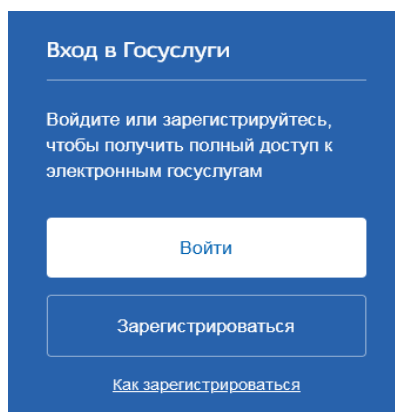 Вход в Госуслуги
Войдите или зарегистрируйтесь,
чтобы получить полный доступ к
электронным госуслугам
Войти
Зарегистрироваться
Как зарегистрироваться